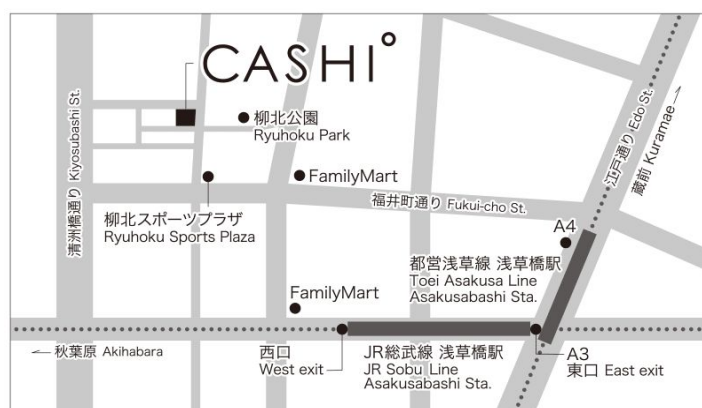 CASHI°
柳北公園
Ryuhoku Park
清洲橋通り Kiyosubashi St.
江戸通り Edo St.
蔵前 Kuramae
FamilyMart
福井町通り Fukui-cho St.
柳北スポーツプラザ
Ryuhoku Sports Plaza
A4
都営浅草線 浅草橋駅
Toei Asakusa Line
Asakusabashi Sta.
FamilyMart
秋葉原 Akihabara
西口
West exit
JR総武線 浅草橋駅
JR Sobu Line
Asakusabashi Sta.
A3
東口 East exit